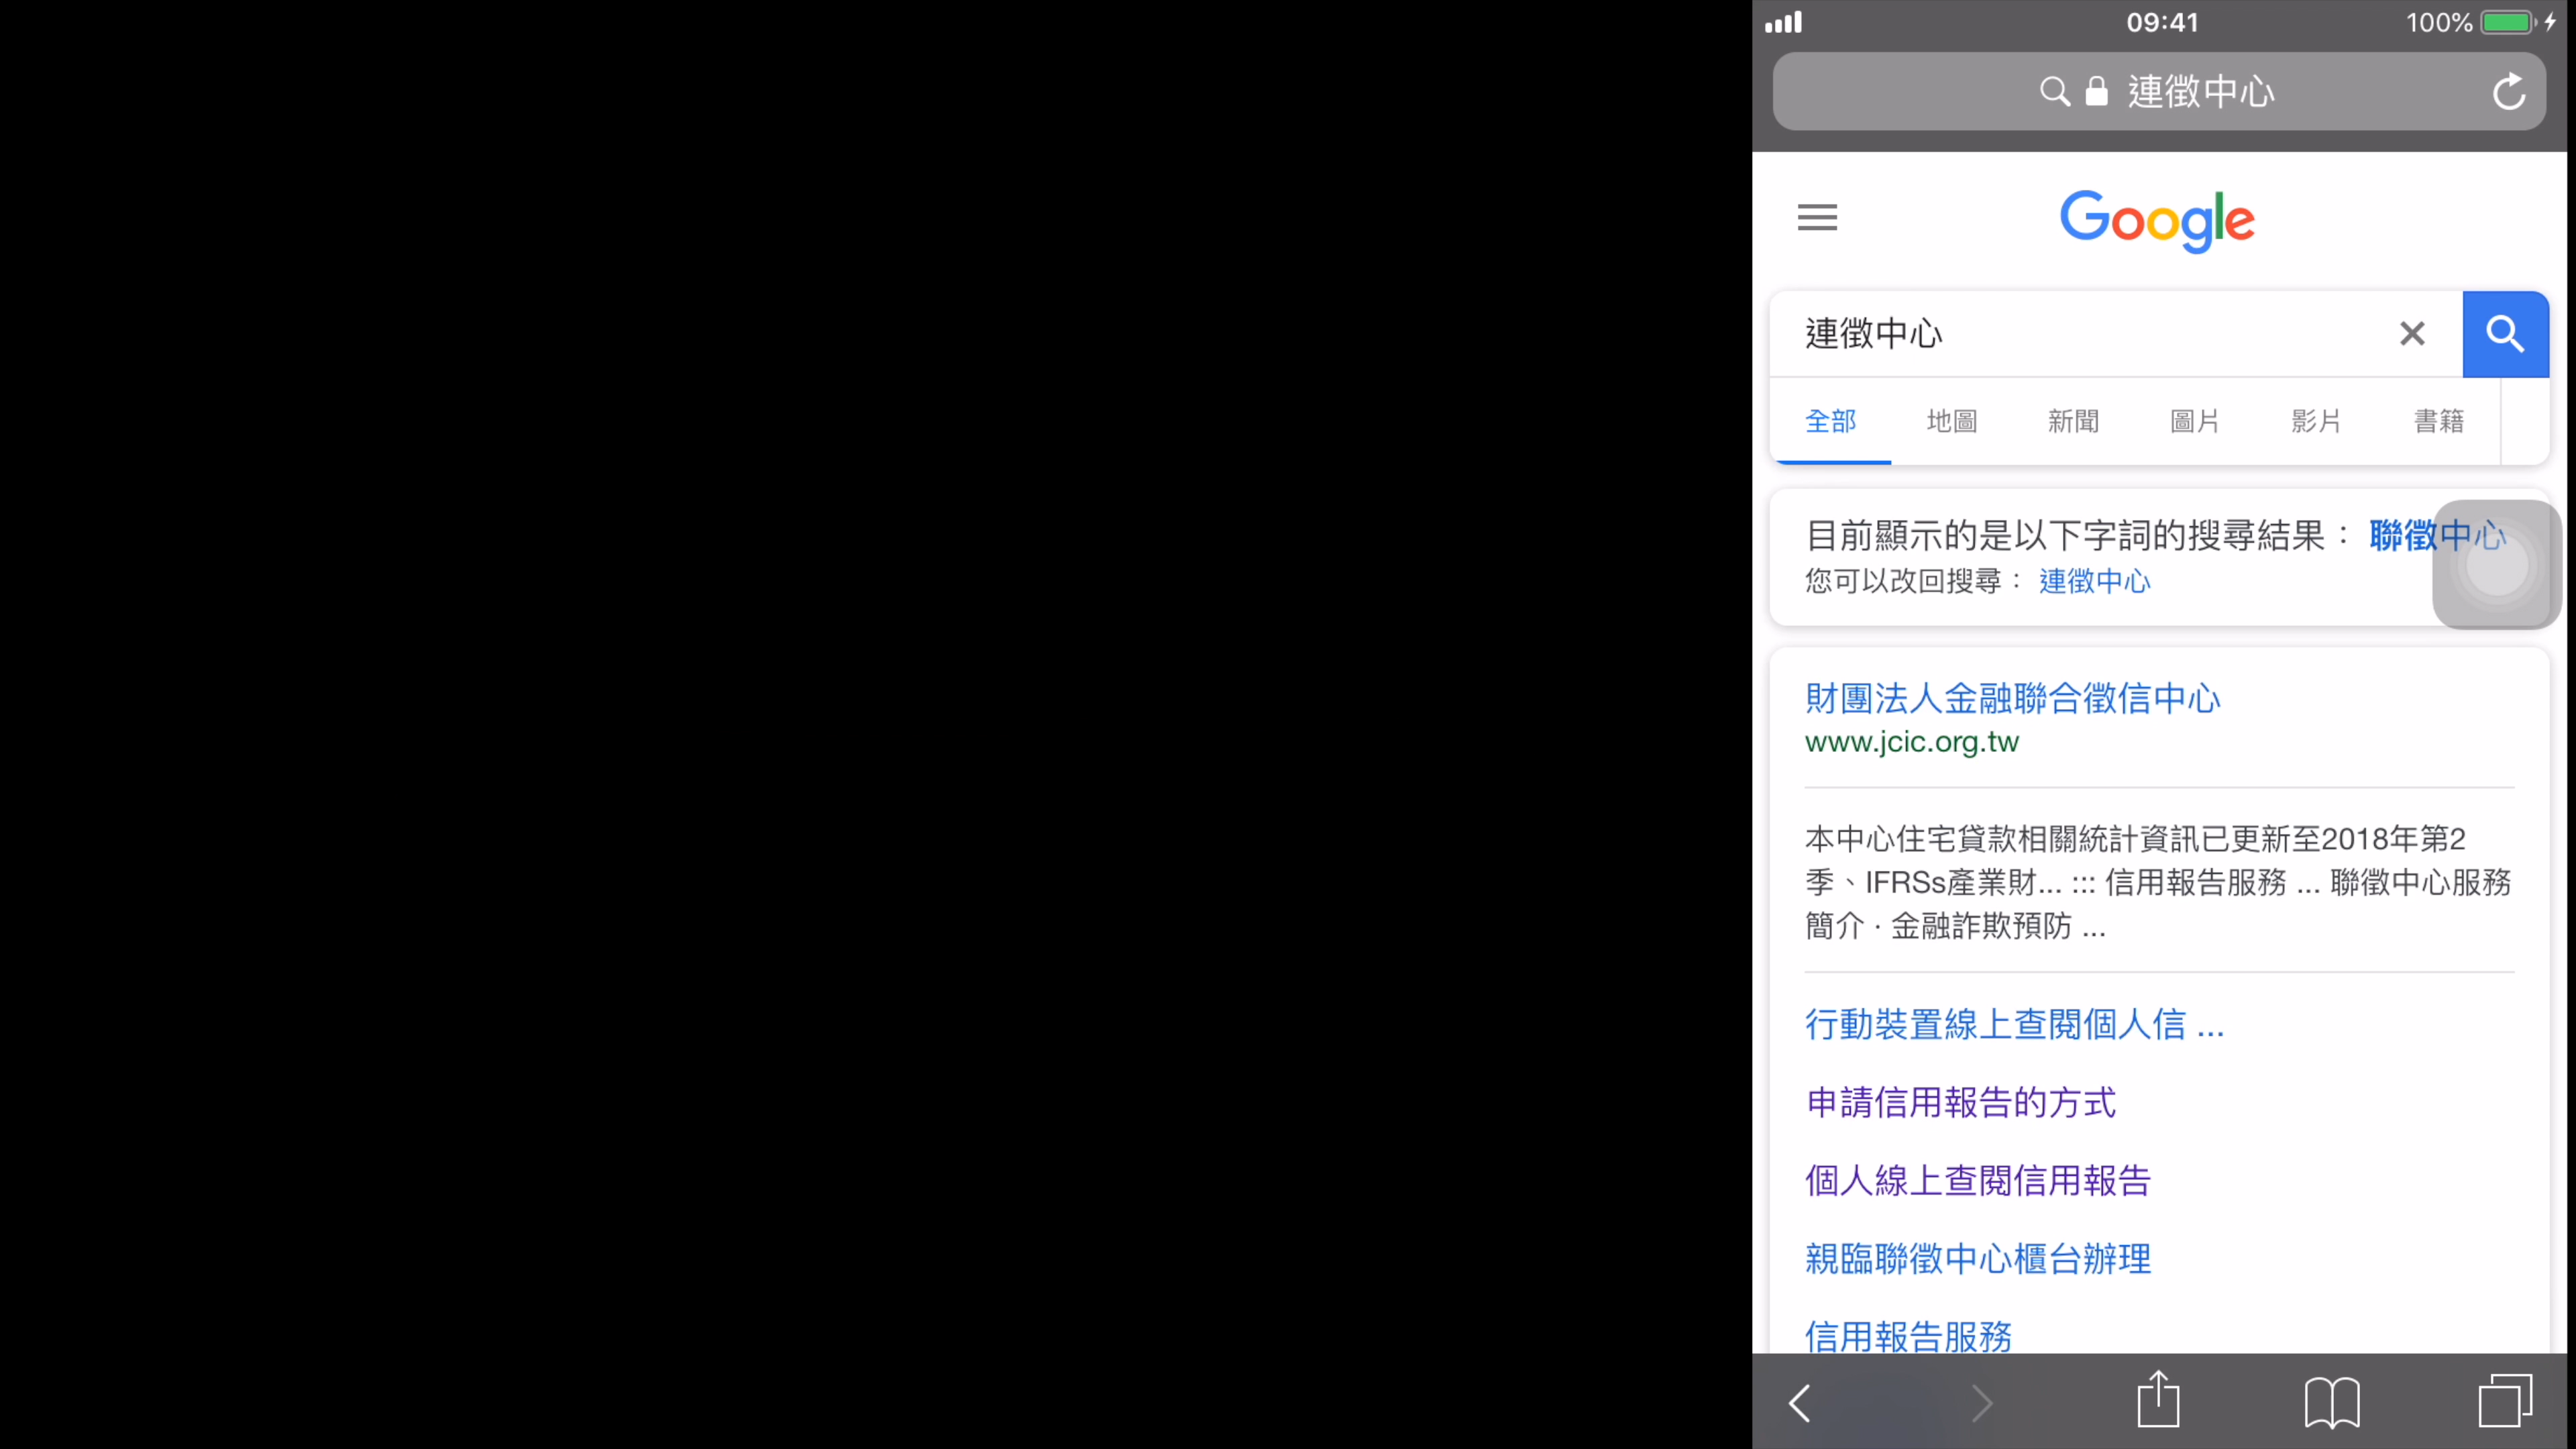 09:41
100%
連徵中心
Google
連徵中心
全部 地圖 新聞 圖片 影片 書籍
目前顯示的是以下字詞的搜尋結果： 聯徵中心
您可以改回搜尋： 連徵中心
財團法人金融聯合徵信中心
www.jcic.org.tw
本中心住宅貸款相關統計資訊已更新至2018年第2
季、IFRSs產業財... ::: 信用報告服務 ... 聯徵中心服務
簡介 · 金融詐欺預防 ...
行動裝置線上查閱個人信 ...
申請信用報告的方式
個人線上查閱信用報告
親臨聯徵中心櫃台辦理
信用報告服務